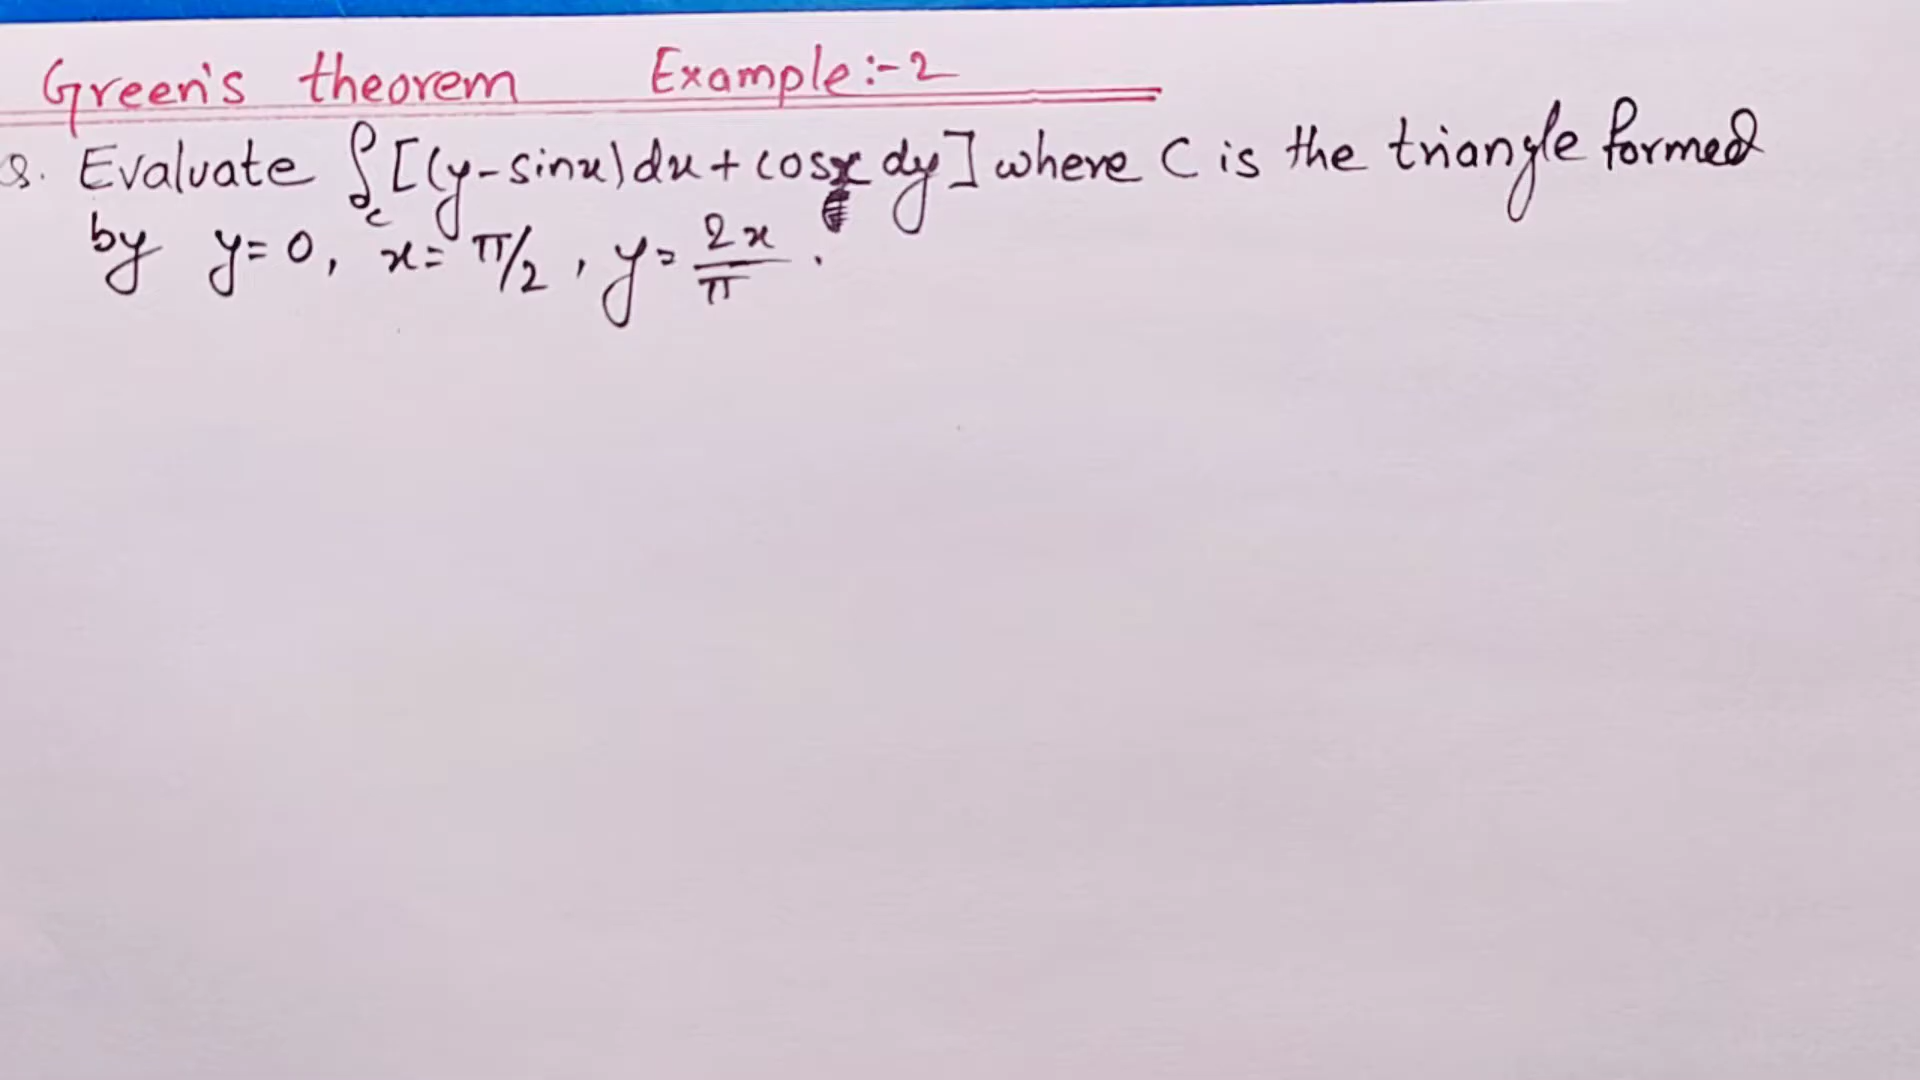 Green's theorem Example:-2
Q. Evaluate ∫c [(y-sinx)dx + cosx dy] where C is the triangle formed
by y=0, x=π/2, y=2x/π.